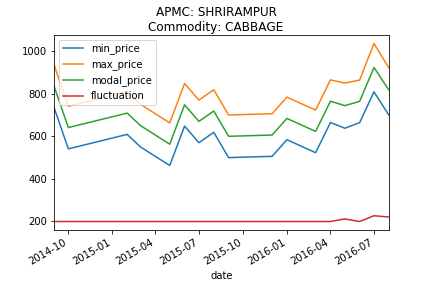 APMC: SHRIRAMPUR
Commodity: CABBAGE
min_price
max_price
modal_price
fluctuation
1000
800
600
400
200
2014-10
2015-01
2015-04
2015-07
2015-10
2016-01
2016-04
2016-07
date